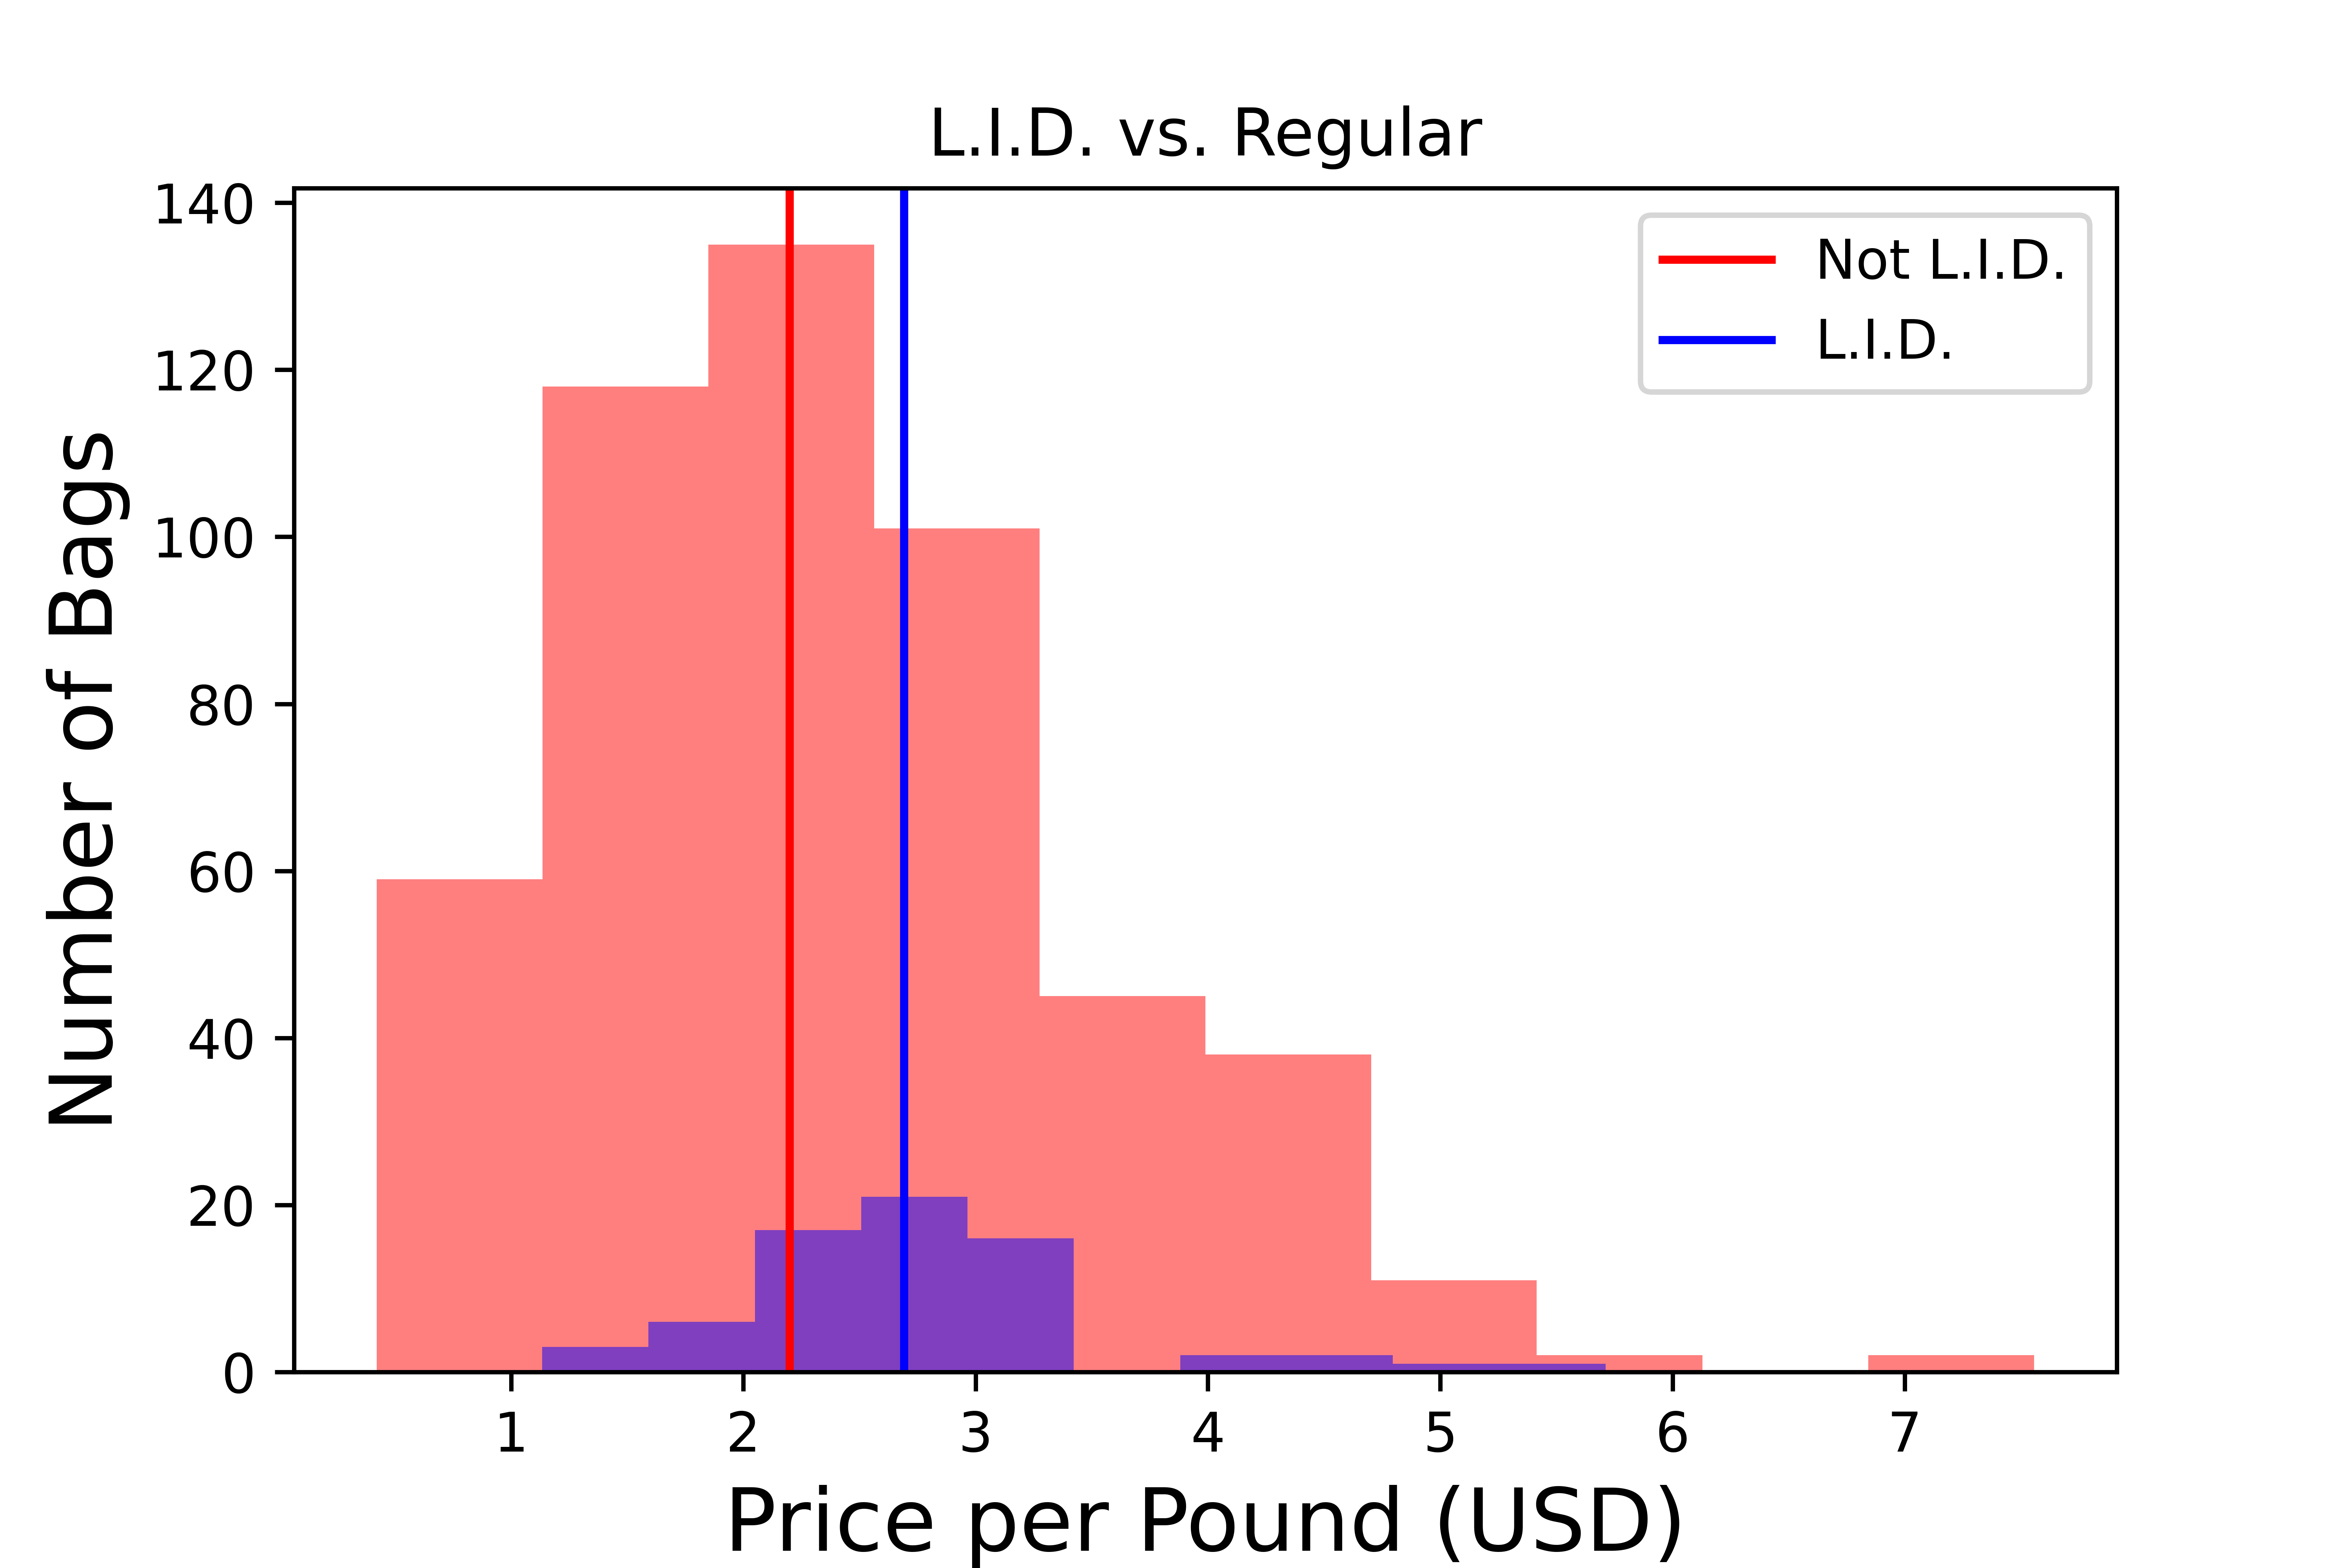 L.I.D. vs. Regular
140
120
100
80
60
40
20
0
Number of Bags
Not L.I.D.
L.I.D.
1 2 3 4 5 6 7
Price per Pound (USD)